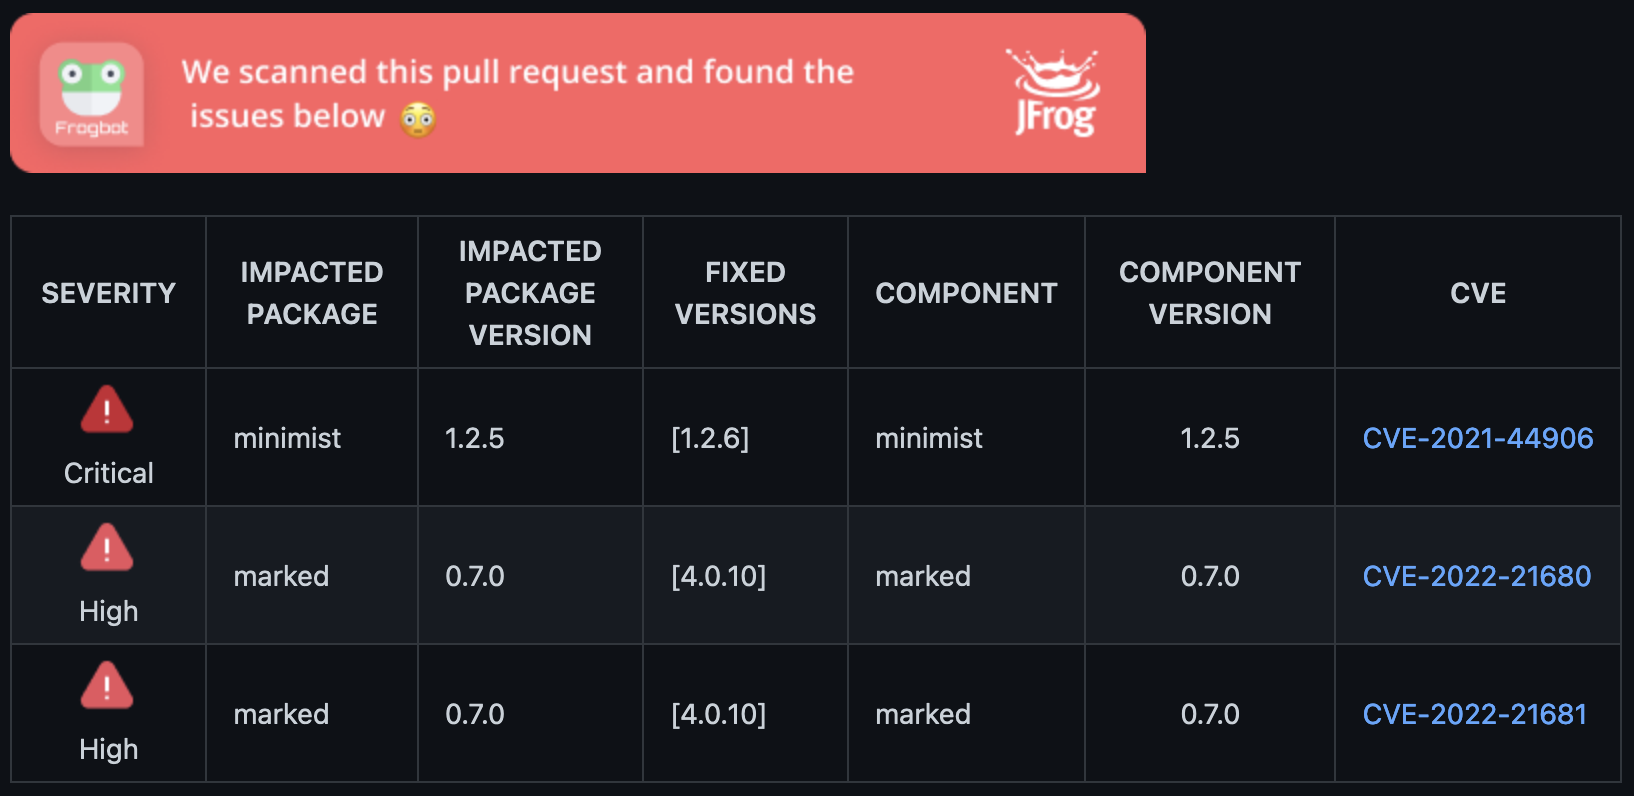 We scanned this pull request and found the
issues below 😳
Frogbot
JFrog
SEVERITY
IMPACTED
PACKAGE
IMPACTED
PACKAGE
VERSION
FIXED
VERSIONS
COMPONENT
COMPONENT
VERSION
CVE
Critical
minimist
1.2.5
[1.2.6]
minimist
1.2.5
CVE-2021-44906
High
marked
0.7.0
[4.0.10]
marked
0.7.0
CVE-2022-21680
High
marked
0.7.0
[4.0.10]
marked
0.7.0
CVE-2022-21681